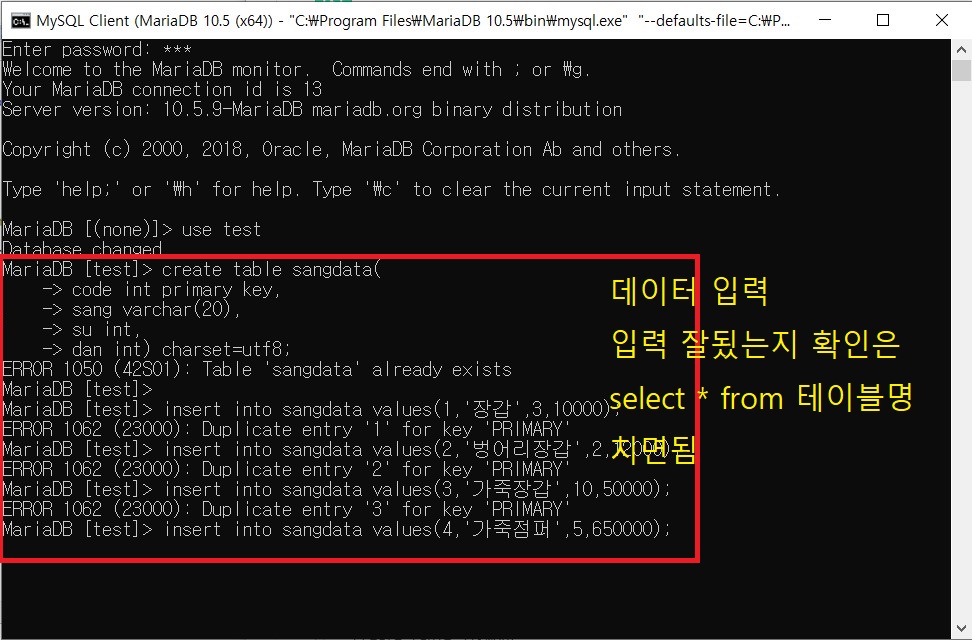 MySQL Client (MariaDB 10.5 (x64)) - "C:₩Program Files₩MariaDB 10.5₩bin₩mysql.exe" "--defaults-file=C:₩P...
Enter password: ***
Welcome to the MariaDB monitor.  Commands end with ; or ₩g.
Your MariaDB connection id is 13
Server version: 10.5.9-MariaDB mariadb.org binary distribution
Copyright (c) 2000, 2018, Oracle, MariaDB Corporation Ab and others.
Type 'help;' or '₩h' for help. Type '₩c' to clear the current input statement.
MariaDB [(none)]> use test
Database changed
MariaDB [test]> create table sangdata(
-> code int primary key,
-> sang varchar(20),
-> su int,
-> dan int) charset=utf8;
ERROR 1050 (42S01): Table 'sangdata' already exists
MariaDB [test]>
MariaDB [test]> insert into sangdata values(1,'장갑',3,10000);
ERROR 1062 (23000): Duplicate entry '1' for key 'PRIMARY'
MariaDB [test]> insert into sangdata values(2,'벙어리장갑',2,
ERROR 1062 (23000): Duplicate entry '2' for key 'PRIMARY'
MariaDB [test]> insert into sangdata values(3,'가죽장갑',10,50000);
ERROR 1062 (23000): Duplicate entry '3' for key 'PRIMARY'
MariaDB [test]> insert into sangdata values(4,'가죽점퍼',5,650000);
데이터 입력
입력 잘됬는지 확인은
select * from 테이블명
치면됨